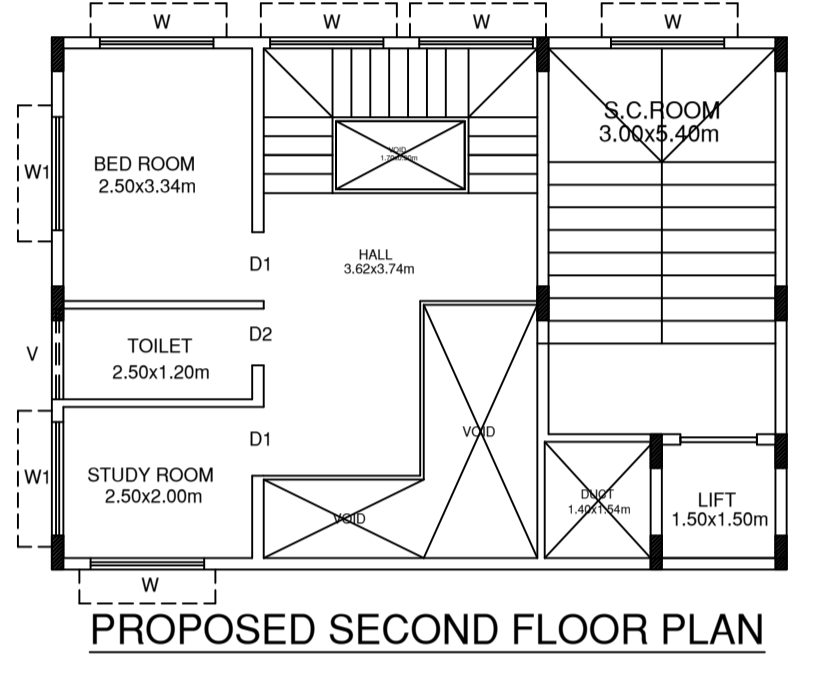 W
W
W
W
S.C.ROOM
3.00x5.40m
VOID
W1
BED ROOM
2.50x3.34m
HALL
3.62x3.74m
D1
D2
V
TOILET
2.50x1.20m
D1
VOID
W1
STUDY ROOM
2.50x2.00m
VOID
DUCT
1.40x1.54m
LIFT
1.50x1.50m
W
PROPOSED SECOND FLOOR PLAN